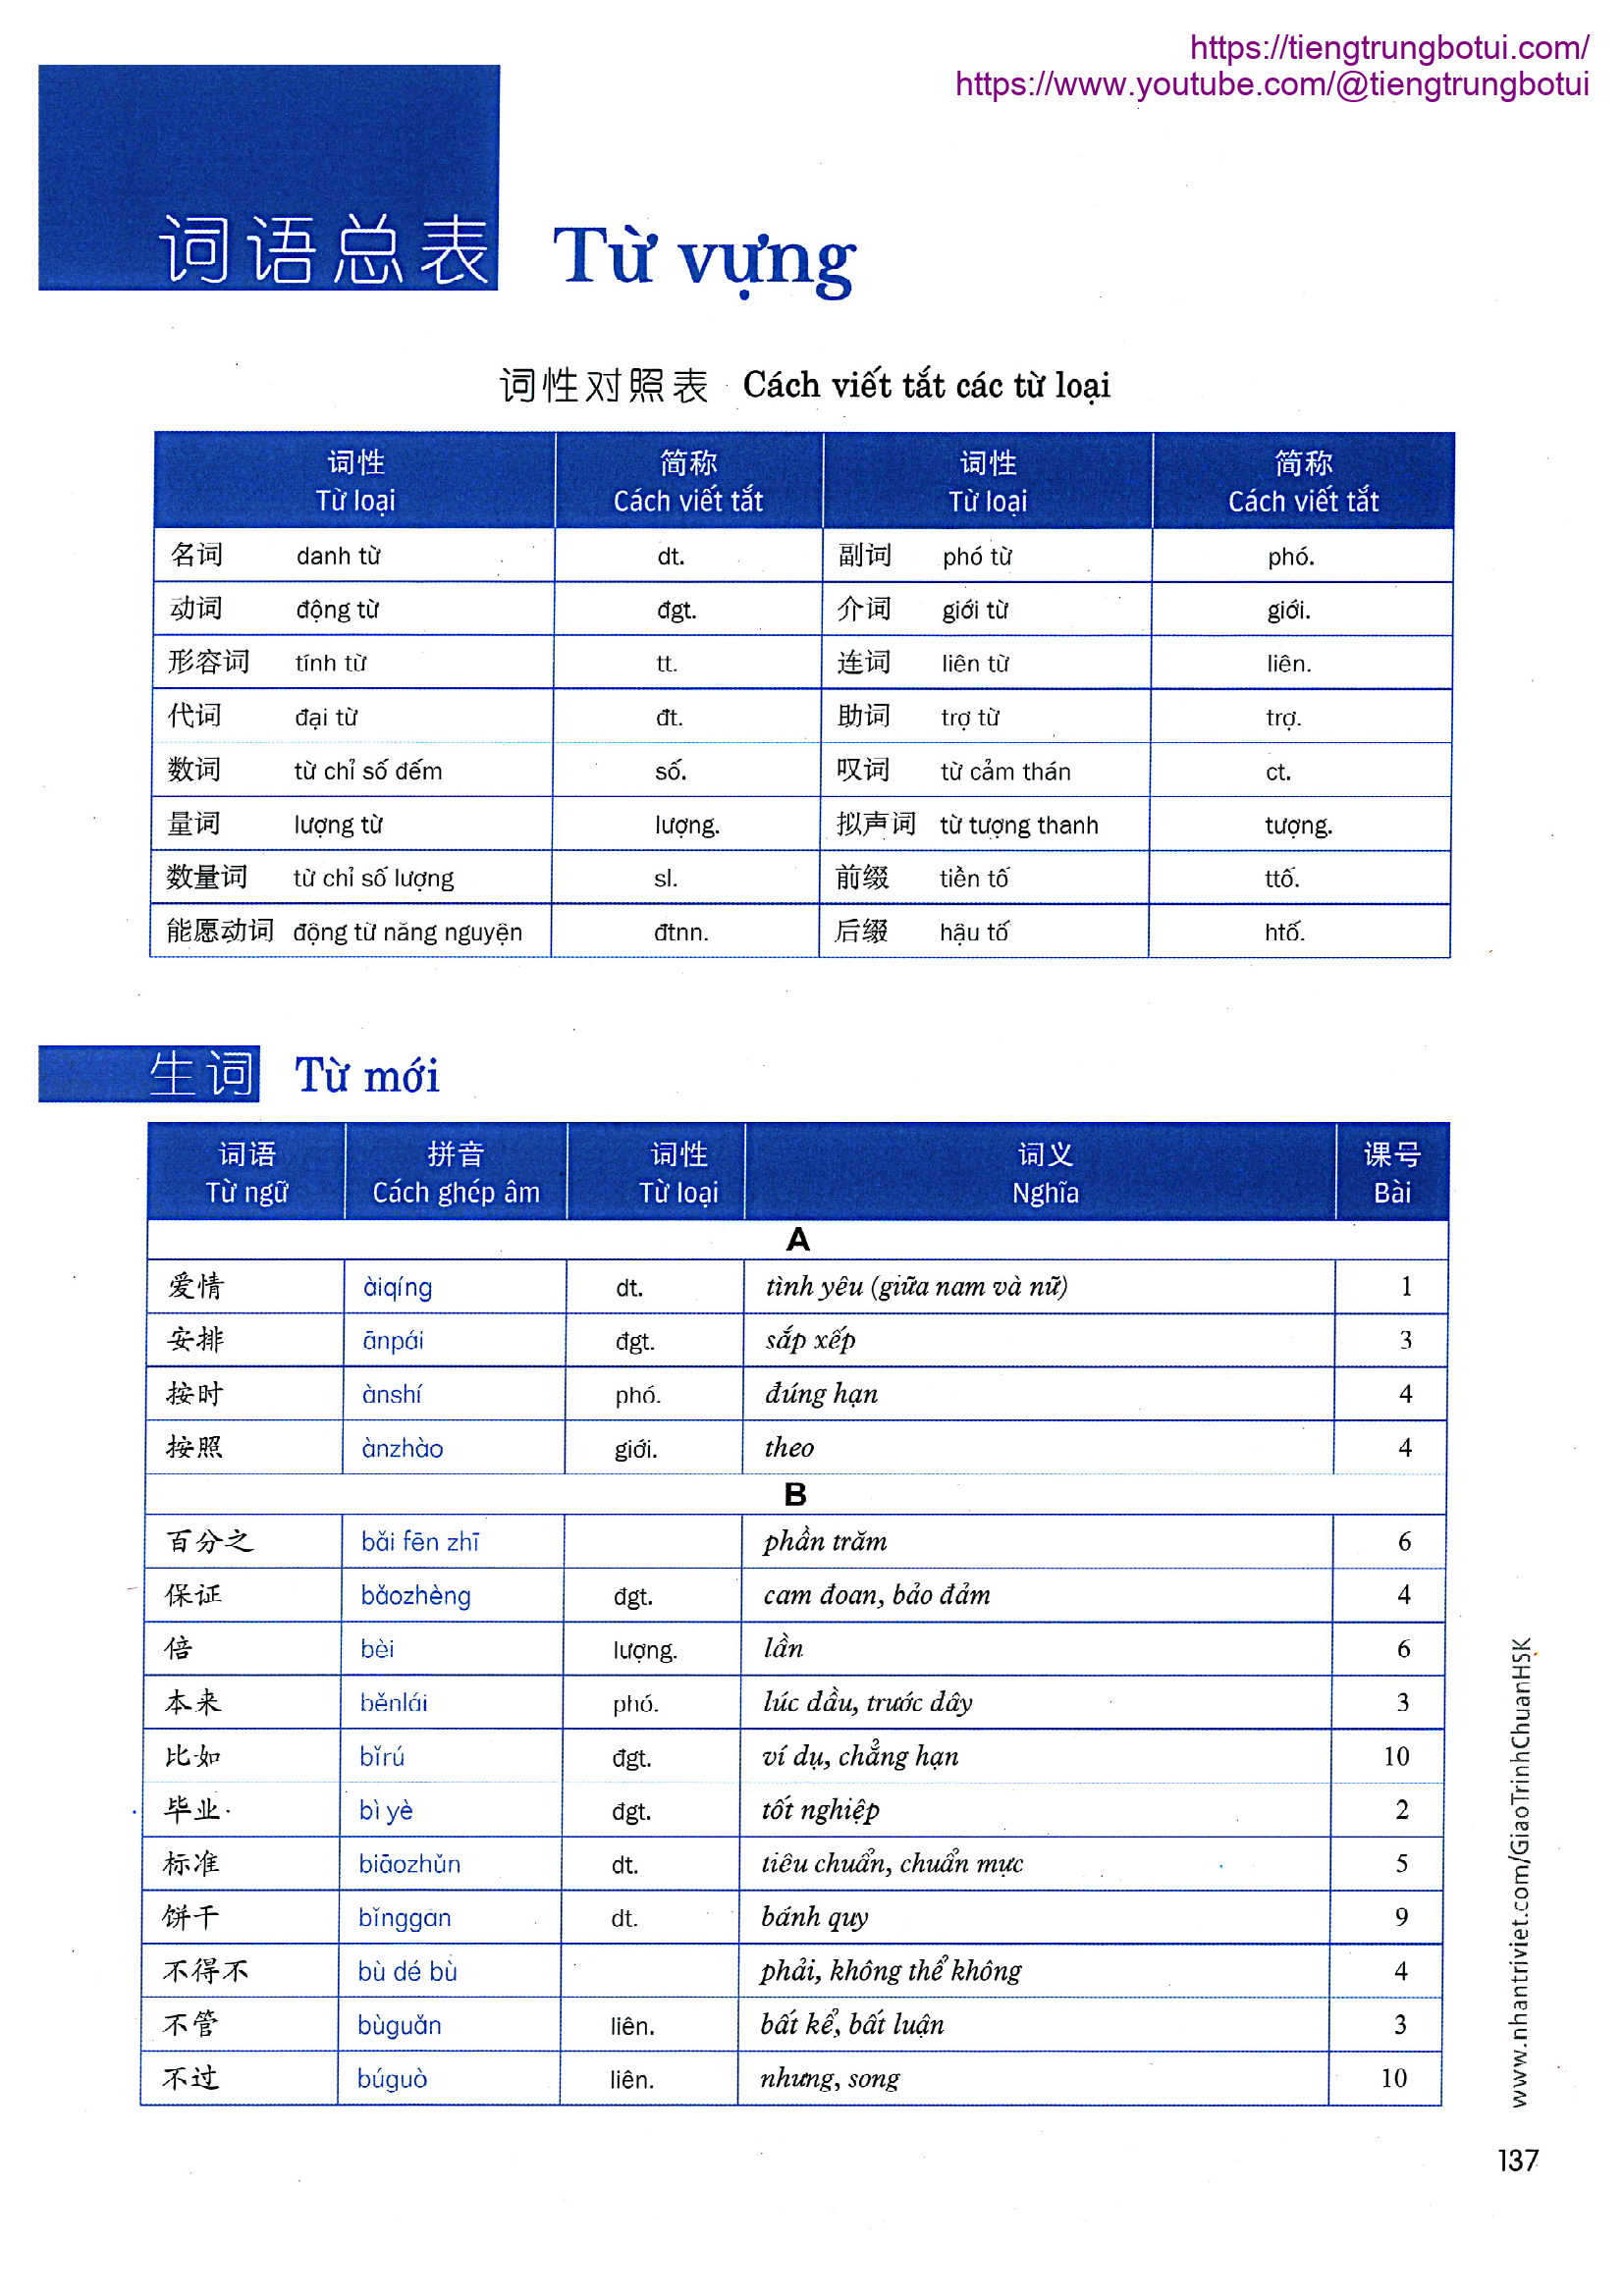 https://tiengtrungbotui.com/
https://www.youtube.com/@tiengtrungbotui
词语总表 Từ vựng
词性对照表 Cách viết tắt các từ loại
词性 简称 词性 简称
Từ loại Cách viết tắt Từ loại Cách viết tắt
名词 danh từ dt. 副词 phó từ phó.
动词 động từ đgt. 介词 giới từ giới.
形容词 tính từ tt. 连词 liên từ liên.
代词 đại từ đt. 助词 trợ từ trợ.
数词 từ chỉ số đếm số. 叹词 từ cảm thán ct.
量词 lượng từ lượng. 拟声词 từ tượng thanh tượng.
数量词 từ chỉ số lượng sl. 前缀 tiền tố ttố.
能愿动词 động từ năng nguyện đtnn. 后缀 hậu tố htố.
生词 Từ mới
词语 拼音 词性 词义 课号
Từ ngữ Cách ghép âm Từ loại Nghĩa Bài
A
爱情 àiqíng dt. tình yêu (giữa nam và nữ) 1
安排 ānpái đgt. sắp xếp 3
按时 ànshí phó. đúng hạn 4
按照 ànzhào giới. theo 4
B
百分之 bǎi fēn zhī phần trăm 6
保证 bǎozhèng đgt. cam đoan, bảo đảm 4
倍 bèi lượng. lần 6
本来 běnlái phó. lúc đầu, trước đây 3
比如 bǐrú đgt. ví dụ, chẳng hạn 10
毕业 bì yè đgt. tốt nghiệp 2
标准 biāozhǔn dt. tiêu chuẩn, chuẩn mực 5
饼干 bǐnggān dt. bánh quy 9
不得不 bù dé bù phải, không thể không 4
不管 bùguǎn liên. bất kể, bất luận 3
不过 búguò liên. nhưng, song 10
www.nhantriviet.com/GiaoTrinhChuanHSK
137